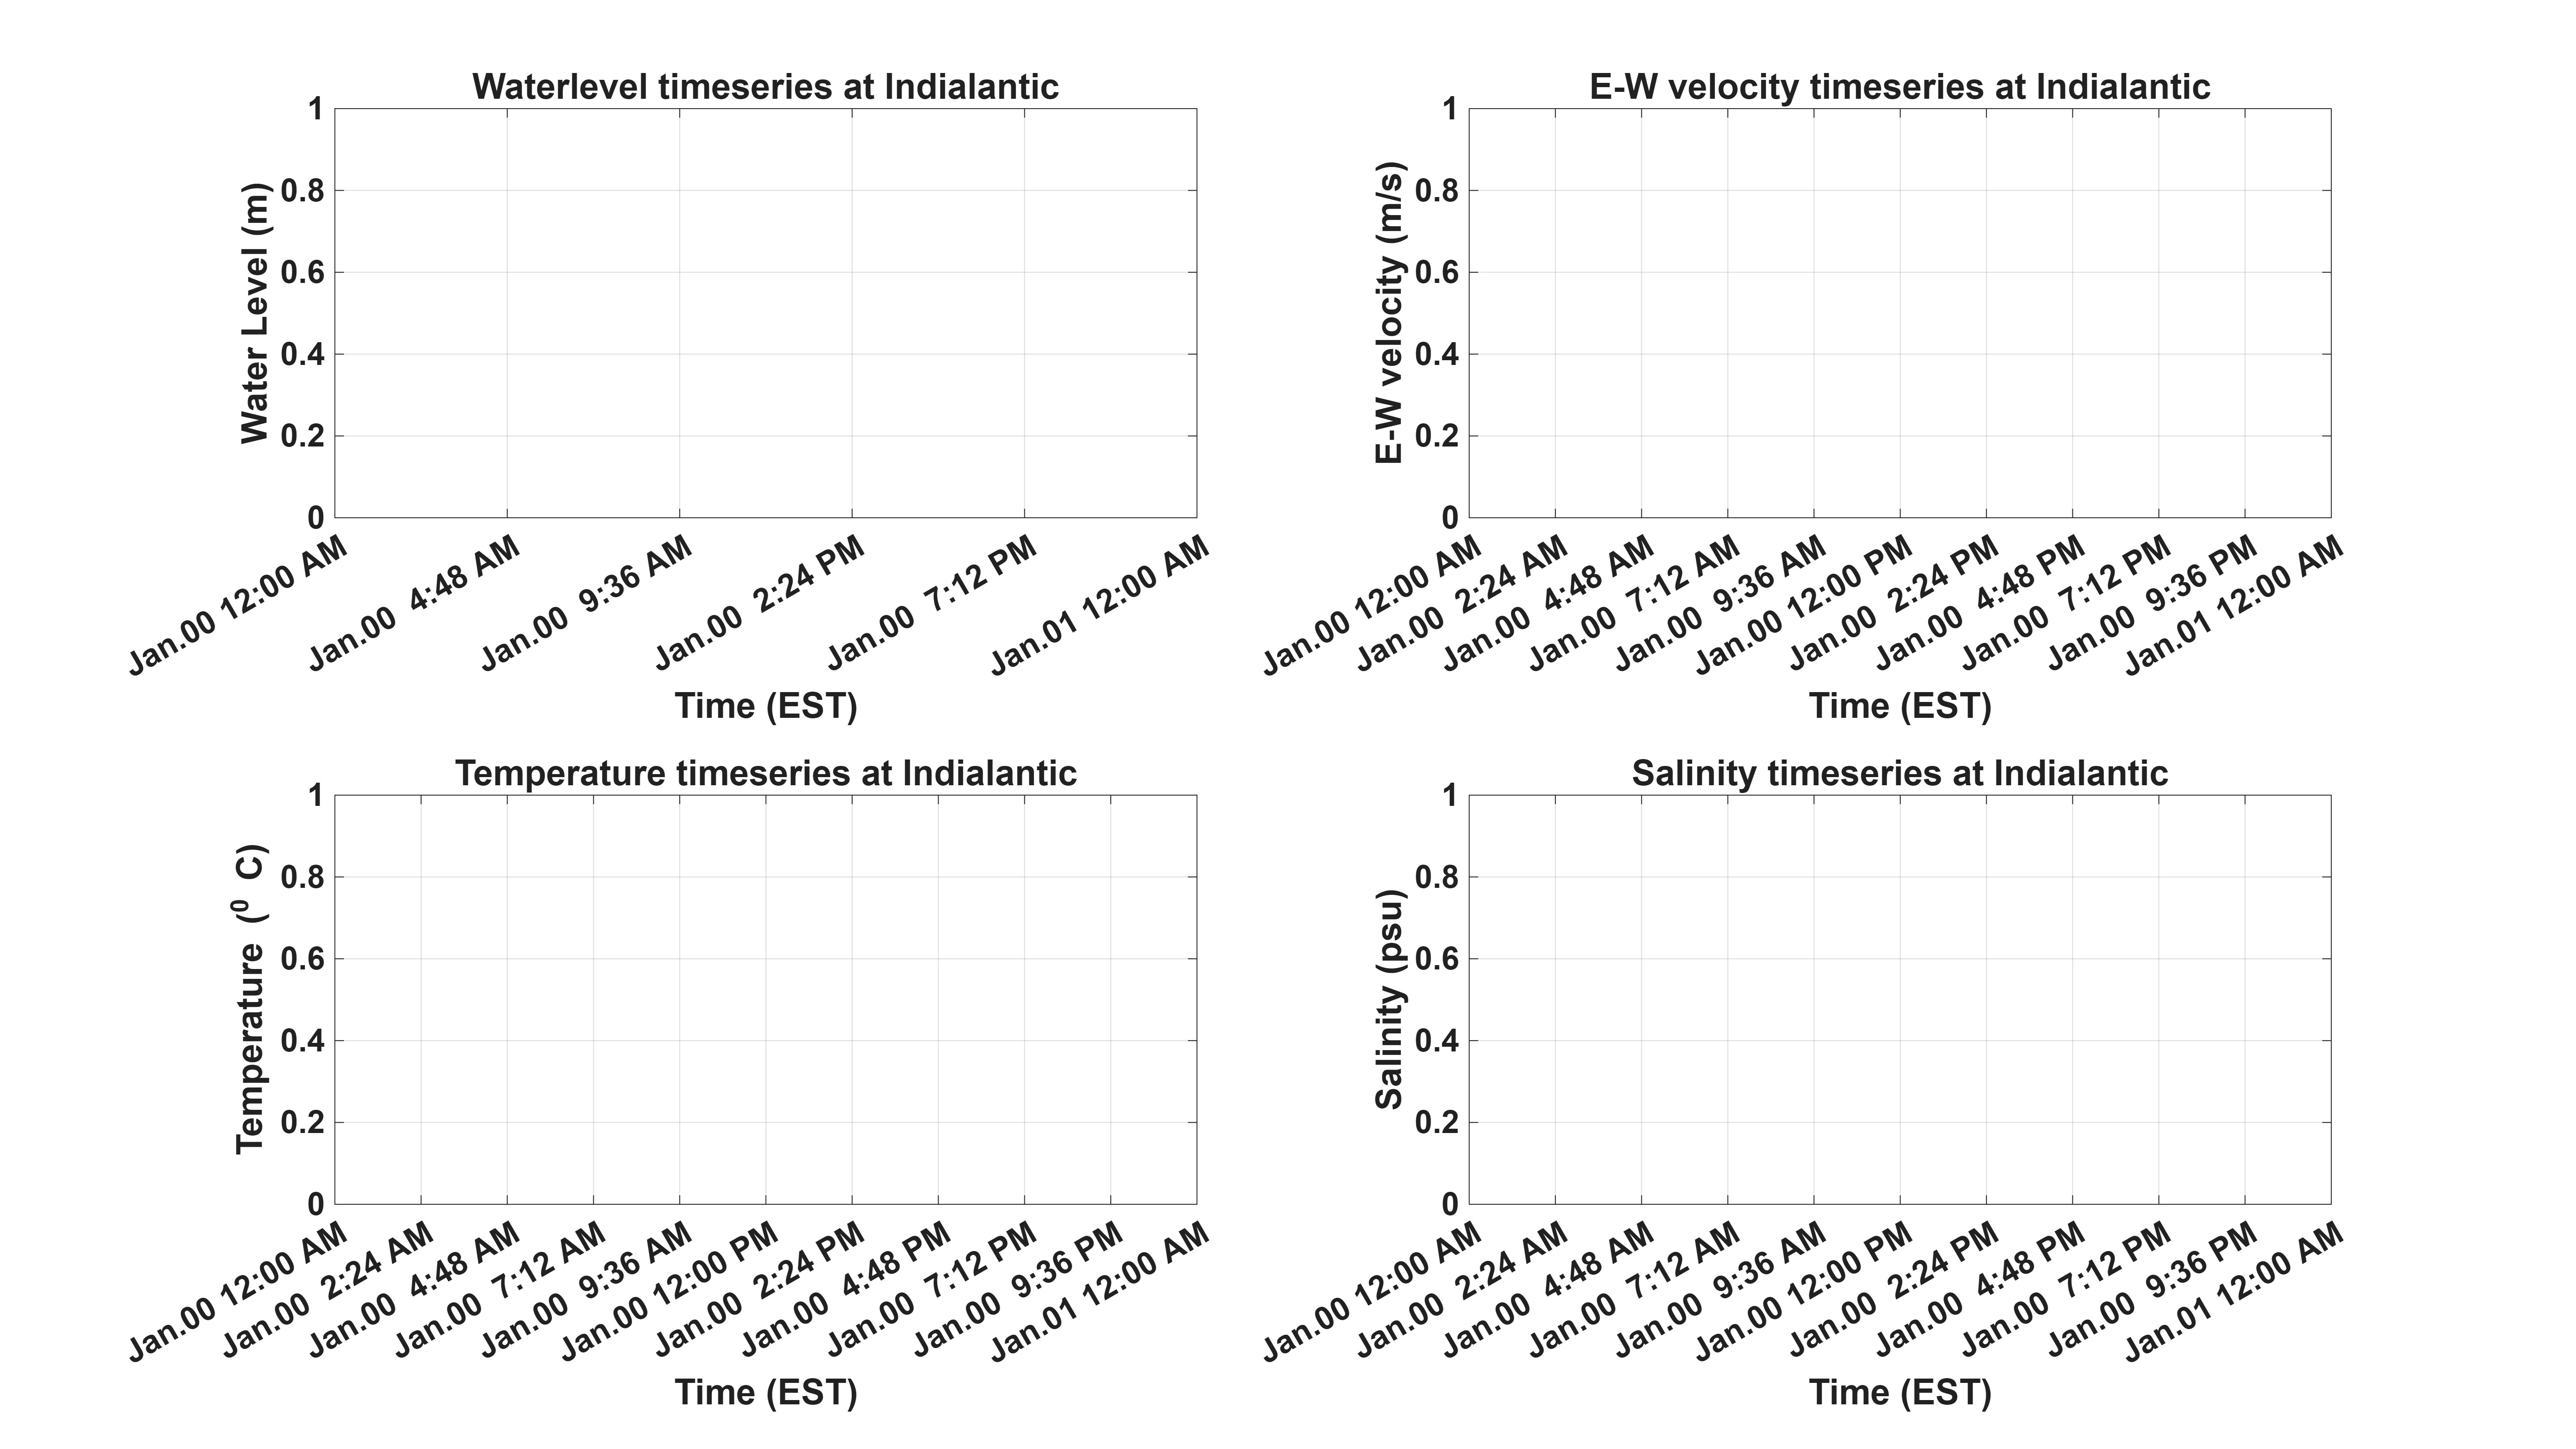 Waterlevel timeseries at Indialantic
1
0.8
0.6
0.4
0.2
0
Water Level (m)
Jan.00 12:00 AM
Jan.00  4:48 AM
Jan.00  9:36 AM
Jan.00  2:24 PM
Jan.00  7:12 PM
Jan.01 12:00 AM
Time (EST)
E-W velocity timeseries at Indialantic
1
0.8
0.6
0.4
0.2
0
E-W velocity (m/s)
Jan.00 12:00 AM
Jan.00  2:24 AM
Jan.00  4:48 AM
Jan.00  7:12 AM
Jan.00  9:36 AM
Jan.00 12:00 PM
Jan.00  2:24 PM
Jan.00  4:48 PM
Jan.00  7:12 PM
Jan.00  9:36 PM
Jan.01 12:00 AM
Time (EST)
Temperature timeseries at Indialantic
1
0.8
0.6
0.4
0.2
0
Temperature  (⁰ C)
Jan.00 12:00 AM
Jan.00  2:24 AM
Jan.00  4:48 AM
Jan.00  7:12 AM
Jan.00  9:36 AM
Jan.00 12:00 PM
Jan.00  2:24 PM
Jan.00  4:48 PM
Jan.00  7:12 PM
Jan.00  9:36 PM
Jan.01 12:00 AM
Time (EST)
Salinity timeseries at Indialantic
1
0.8
0.6
0.4
0.2
0
Salinity (psu)
Jan.00 12:00 AM
Jan.00  2:24 AM
Jan.00  4:48 AM
Jan.00  7:12 AM
Jan.00  9:36 AM
Jan.00 12:00 PM
Jan.00  2:24 PM
Jan.00  4:48 PM
Jan.00  7:12 PM
Jan.00  9:36 PM
Jan.01 12:00 AM
Time (EST)